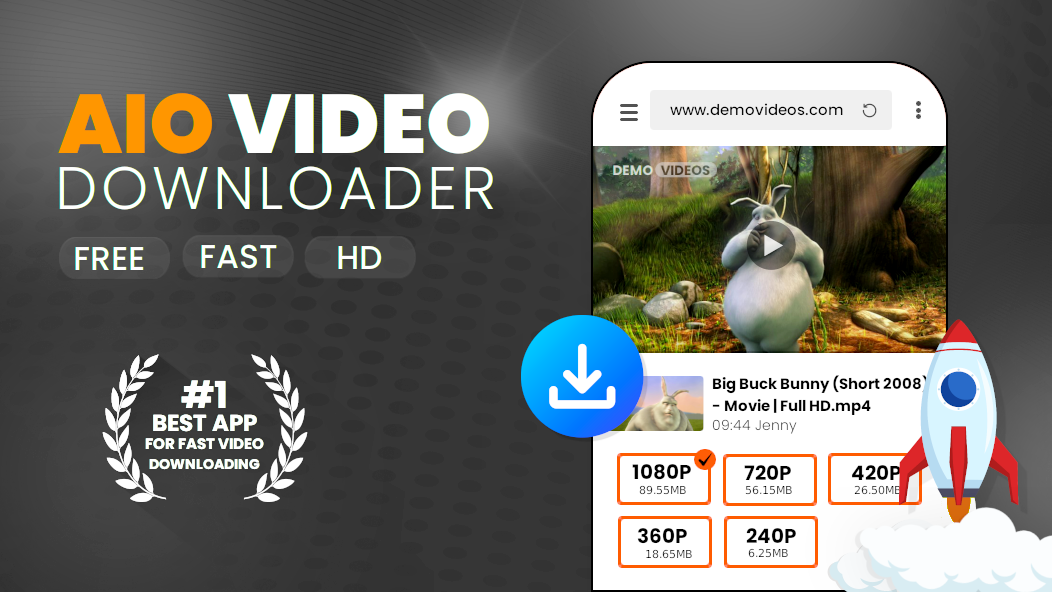 AIO VIDEO
DOWNLOADER
FREE
FAST
HD
#1
BEST APP
FOR FAST VIDEO
DOWNLOADING
www.demovideos.com
DEMO VIDEOS
Big Buck Bunny (Short 2008)
- Movie | Full HD.mp4
09:44 Jenny
1080P
89.55MB
720P
56.15MB
420P
26.50MB
360P
18.65MB
240P
6.25MB